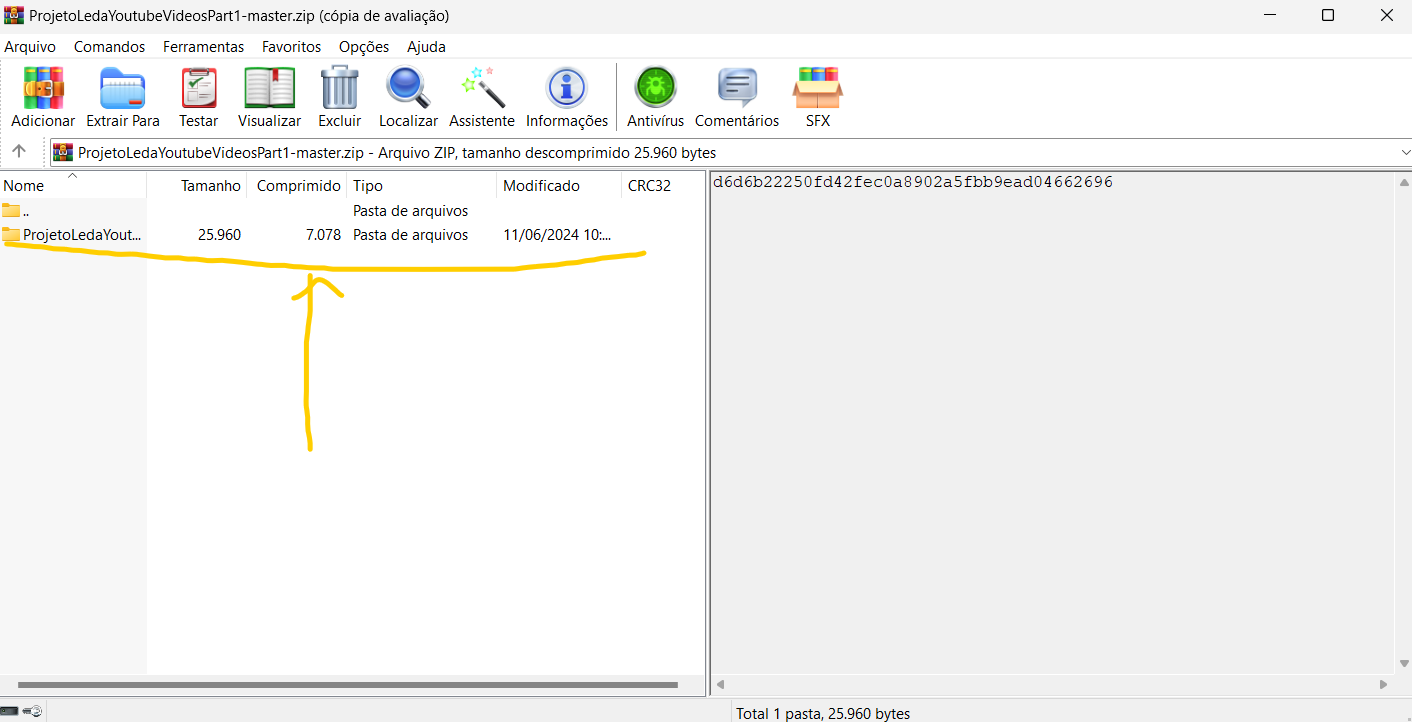 ProjetoLedaYoutubeVideosPart1-master.zip (cópia de avaliação)
Arquivo Comandos Ferramentas Favoritos Opções Ajuda
Adicionar Extrair Para Testar Visualizar Excluir Localizar Assistente Informações Antivírus Comentários SFX
ProjetoLedaYoutubeVideosPart1-master.zip - Arquivo ZIP, tamanho descomprimido 25.960 bytes
Nome Tamanho Comprimido Tipo Modificado CRC32
d6d6b22250fd42fec0a8902a5fbb9ead04662696
.. Pasta de arquivos
ProjetoLedaYout... 25.960 7.078 Pasta de arquivos 11/06/2024 10:...
Total 1 pasta, 25.960 bytes